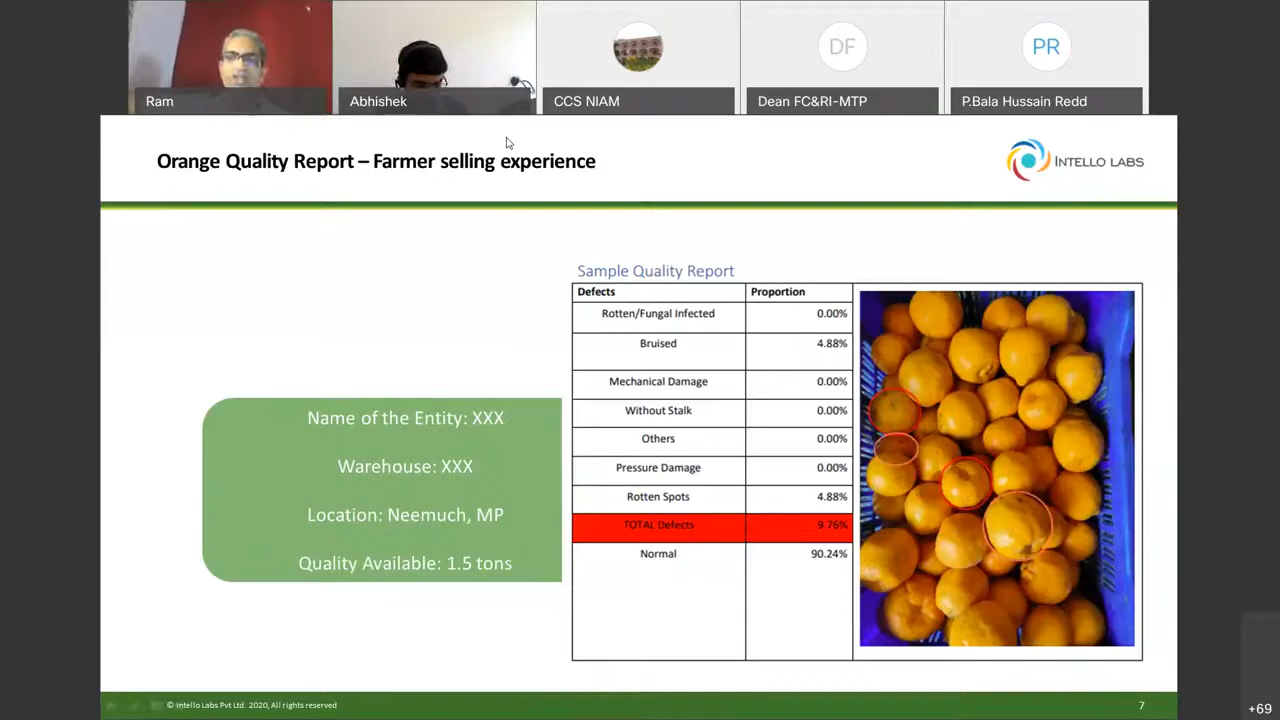 Ram
Abhishek
CCS NIAM
DF
Dean FC&RI-MTP
PR
P.Bala Hussain Redd
Orange Quality Report – Farmer selling experience
INTELLO LABS
Sample Quality Report
Defects Proportion
Rotten/Fungal Infected 0.00%
Bruised 4.88%
Mechanical Damage 0.00%
Without Stalk 0.00%
Others 0.00%
Pressure Damage 0.00%
Rotten Spots 4.88%
TOTAL Defects 9.76%
Normal 90.24%
Name of the Entity: XXX
Warehouse: XXX
Location: Neemuch, MP
Quality Available: 1.5 tons
© Intello Labs Pvt Ltd. 2020, All rights reserved
7
+69